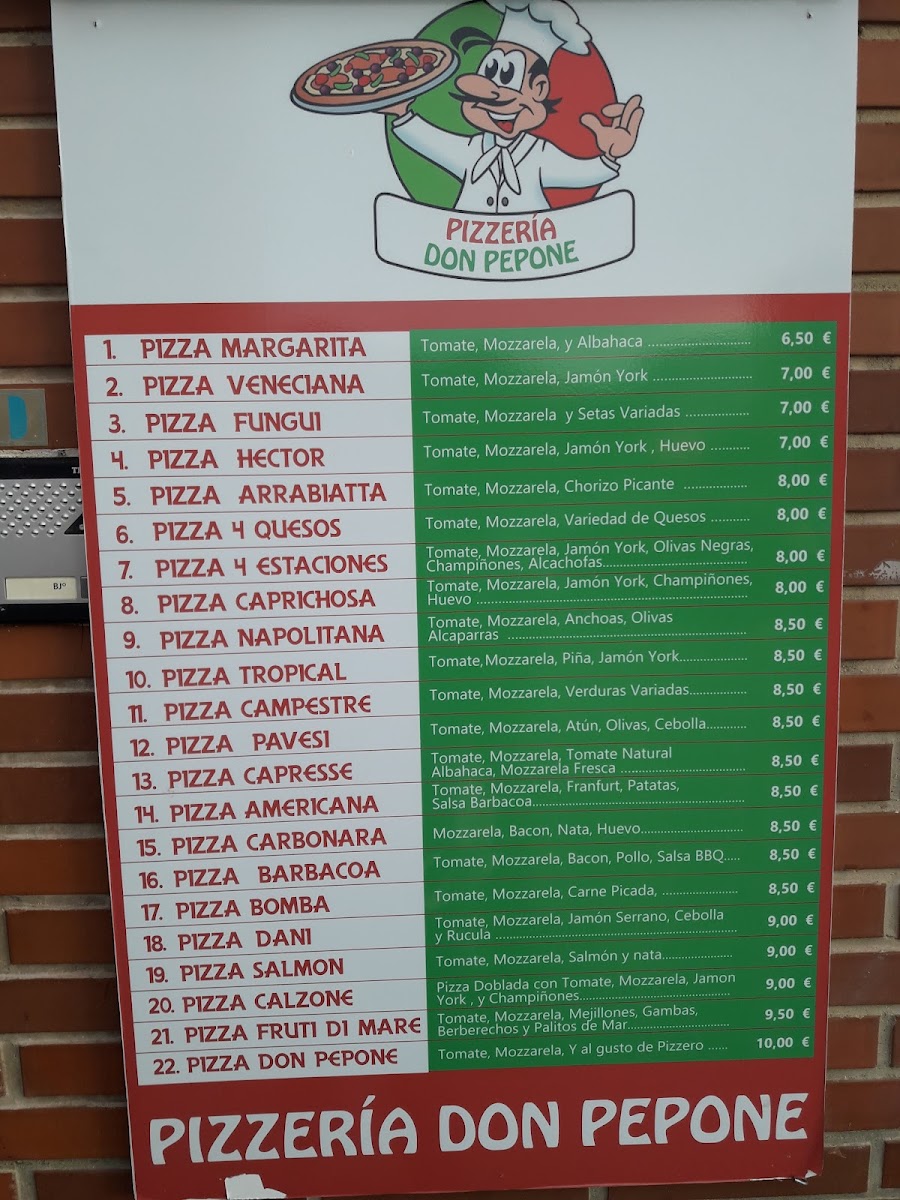 PIZZERÍA
DON PEPONE
1. PIZZA MARGARITA Tomate, Mozzarela, y Albahaca ........................... 6,50 €
2. PIZZA VENECIANA Tomate, Mozzarela, Jamón York .......................... 7,00 €
3. PIZZA FUNGUI Tomate, Mozzarela y Setas Variadas ................. 7,00 €
4. PIZZA HECTOR Tomate, Mozzarela, Jamón York , Huevo .......... 7,00 €
5. PIZZA ARRABIATTA Tomate, Mozzarela, Chorizo Picante ................. 8,00 €
6. PIZZA 4 QUESOS Tomate, Mozzarela, Variedad de Quesos .......... 8,00 €
7. PIZZA 4 ESTACIONES Tomate, Mozzarela, Jamón York, Olivas Negras,
Champiñones, Alcachofas...................................... 8,00 €
8. PIZZA CAPRICHOSA Tomate, Mozzarela, Jamón York, Champiñones,
Huevo ...................................................................... 8,00 €
9. PIZZA NAPOLITANA Tomate, Mozzarela, Anchoas, Olivas
Alcaparras .............................................................. 8,50 €
10. PIZZA TROPICAL Tomate,Mozzarela, Piña, Jamón York.................. 8,50 €
11. PIZZA CAMPESTRE Tomate, Mozzarela, Verduras Variadas............... 8,50 €
12. PIZZA PAVESI Tomate, Mozzarela, Atún, Olivas, Cebolla........... 8,50 €
13. PIZZA CAPRESSE Tomate, Mozzarela, Tomate Natural
Albahaca, Mozzarela Fresca ................................. 8,50 €
14. PIZZA AMERICANA Tomate, Mozzarela, Franfurt, Patatas,
Salsa Barbacoa....................................................... 8,50 €
15. PIZZA CARBONARA Mozzarela, Bacon, Nata, Huevo........................... 8,50 €
16. PIZZA BARBACOA Tomate, Mozzarela, Bacon, Pollo, Salsa BBQ..... 8,50 €
17. PIZZA BOMBA Tomate, Mozzarela, Carne Picada, .................... 8,50 €
18. PIZZA DANI Tomate, Mozzarela, Jamón Serrano, Cebolla
y Rucula ................................................................ 9,00 €
19. PIZZA SALMON Tomate, Mozzarela, Salmón y nata................... 9,00 €
20. PIZZA CALZONE Pizza Doblada con Tomate, Mozzarela, Jamon
York , y Champiñones........................................ 9,00 €
21. PIZZA FRUTI DI MARE Tomate, Mozzarela, Mejillones, Gambas,
Berberechos y Palitos de Mar........................... 9,50 €
22. PIZZA DON PEPONE Tomate, Mozzarela, Y al gusto de Pizzero ...... 10,00 €
PIZZERÍA DON PEPONE
BJº